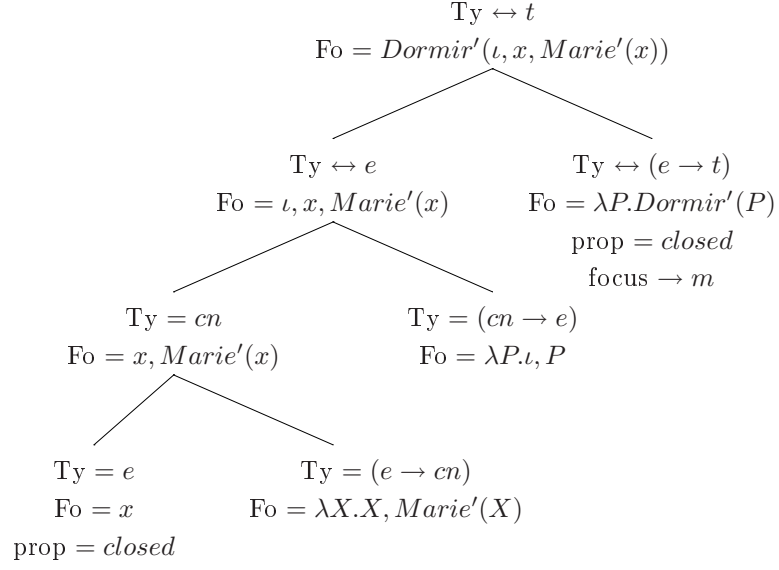 Ty ↔ t
Fo = Dormir′(ι, x, Marie′(x))
Ty ↔ e
Fo = ι, x, Marie′(x)
Ty ↔ (e → t)
Fo = λP.Dormir′(P)
prop = closed
focus → m
Ty = cn
Fo = x, Marie′(x)
Ty = (cn → e)
Fo = λP.ι, P
Ty = e
Fo = x
prop = closed
Ty = (e → cn)
Fo = λX.X, Marie′(X)